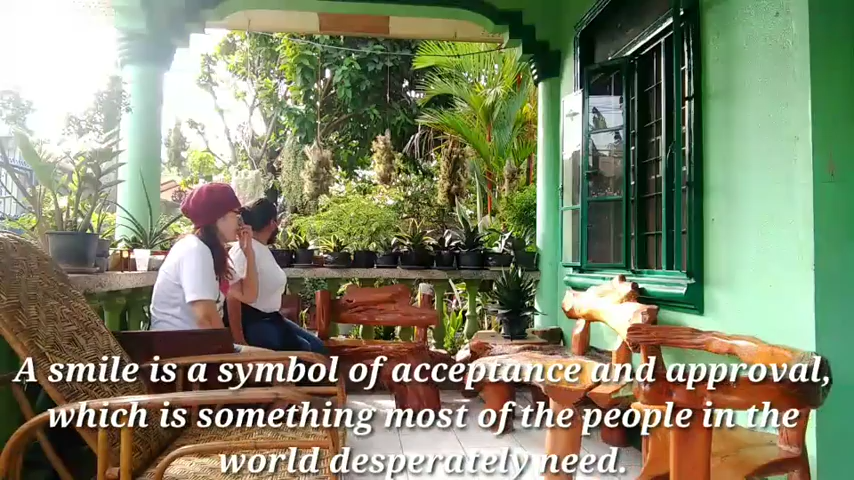 A smile is a symbol of acceptance and approval,
which is something most of the people in the
world desperately need.